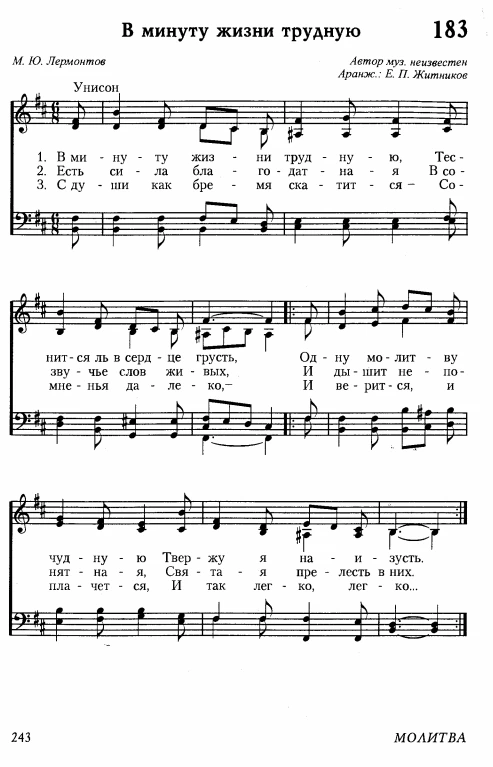 В минуту жизни трудную 183
М. Ю. Лермонтов
Автор муз. неизвестен
Аранж.: Е. П. Житников
Унисон
1. В ми - ну - ту жиз - ни труд - ну - ю, Тес-
2. Есть си - ла бла - го - дат - на - я В со-
3. С ду - ши как бре - мя ска - тит - ся – Со-
нит-ся ль в серд - це грусть, Од - ну мо - лит - ву
зву - чье слов жи - вых, И ды - шит не - по-
мне - нья да - ле - ко,– И ве - рит - ся, и
чуд - ну - ю Твер - жу я на - и - зусть.
нят - на - я, Свя - та - я пре - лесть в них.
пла - чет - ся, И так лег - ко, лег - ко...
243 МОЛИТВА